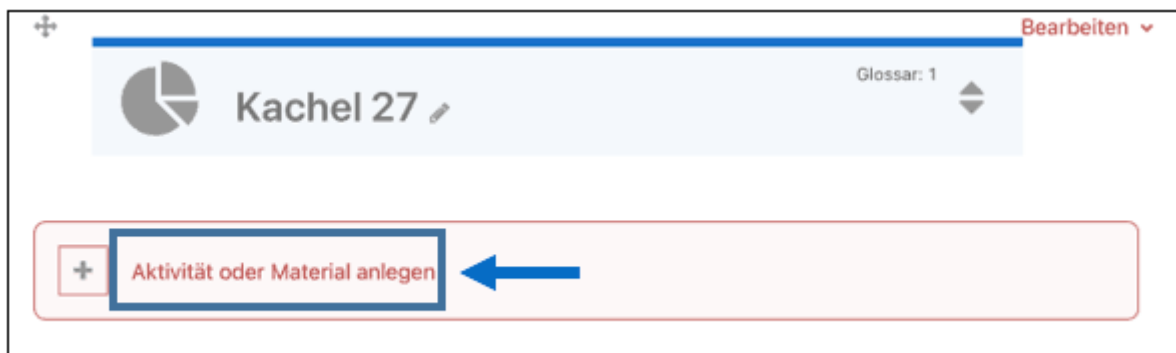 Bearbeiten
Glossar: 1
Kachel 27
Aktivität oder Material anlegen